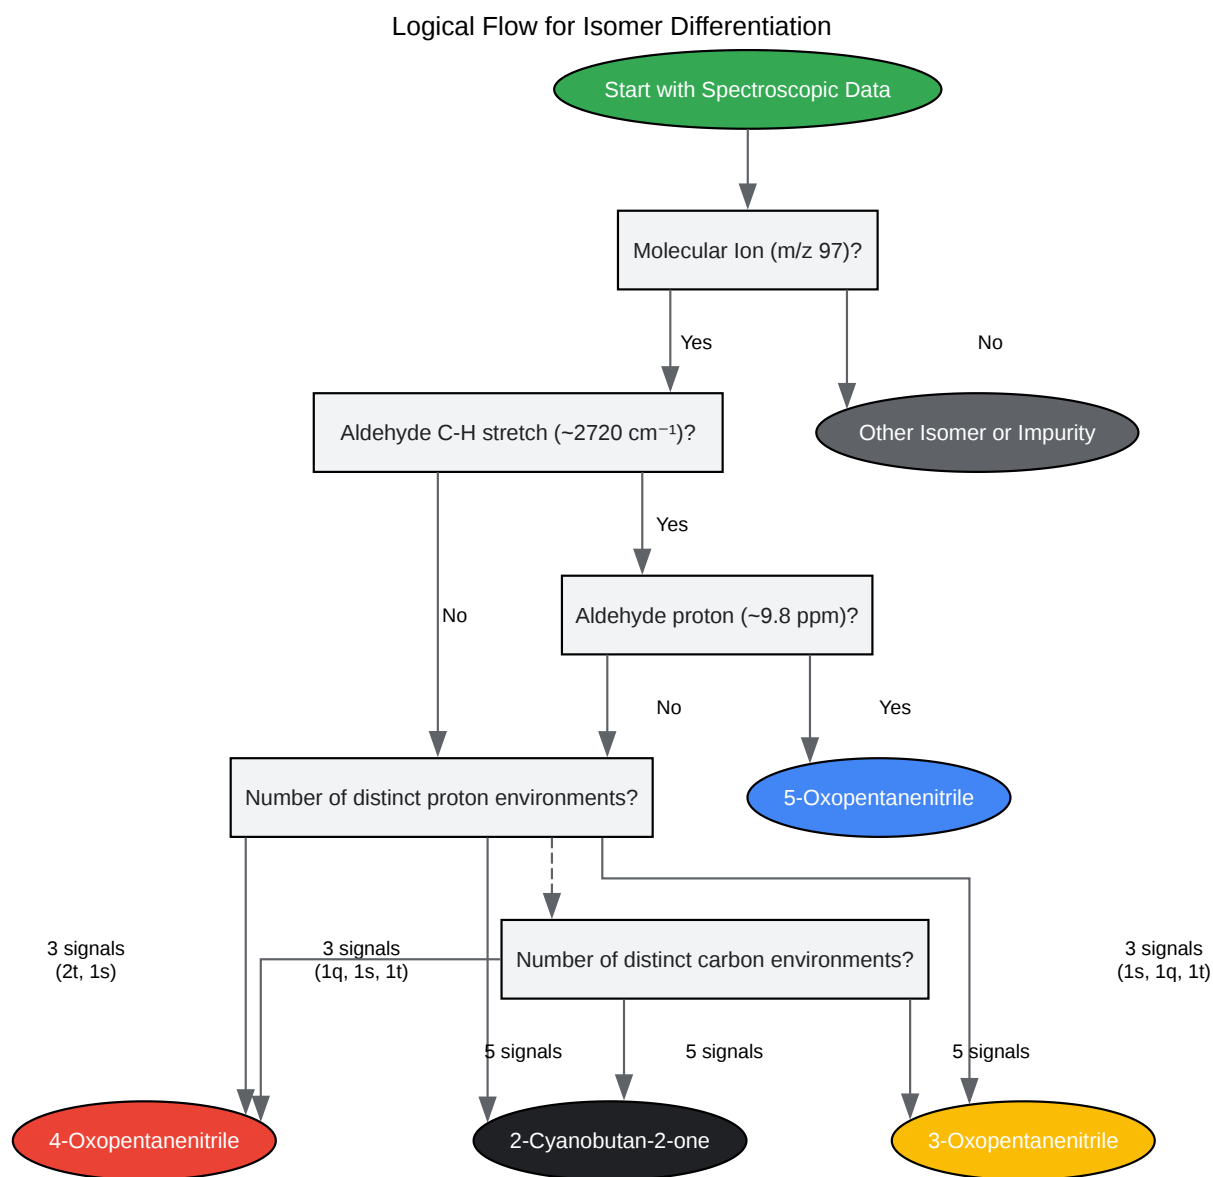 Logical Flow for Isomer Differentiation
Start with Spectroscopic Data
Molecular Ion (m/z 97)?
Yes
No
Aldehyde C-H stretch (~2720 cm⁻¹)?
Other Isomer or Impurity
Yes
No
Aldehyde proton (~9.8 ppm)?
No
Yes
Number of distinct proton environments?
5-Oxopentanenitrile
3 signals
(2t, 1s)
3 signals
(1q, 1s, 1t)
Number of distinct carbon environments?
3 signals
(1s, 1q, 1t)
5 signals
5 signals
5 signals
4-Oxopentanenitrile
2-Cyanobutan-2-one
3-Oxopentanenitrile